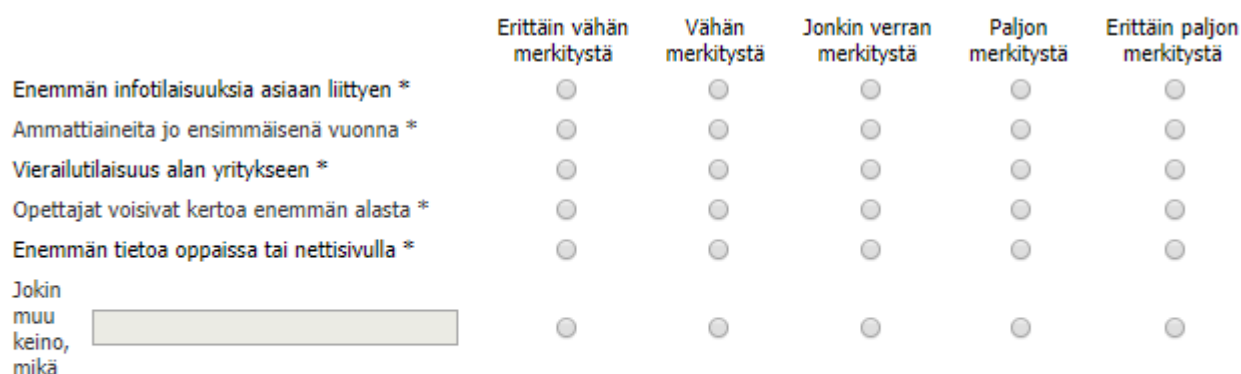 Erittäin vähän merkitystä Vähän merkitystä Jonkin verran merkitystä Paljon merkitystä Erittäin paljon merkitystä
Enemmän infotilaisuuksia asiaan liittyen *
Ammattiaineita jo ensimmäisenä vuonna *
Vierailutilaisuus alan yritykseen *
Opettajat voisivat kertoa enemmän alasta *
Enemmän tietoa oppaissa tai nettisivulla *
Jokin
muu
keino,
mikä